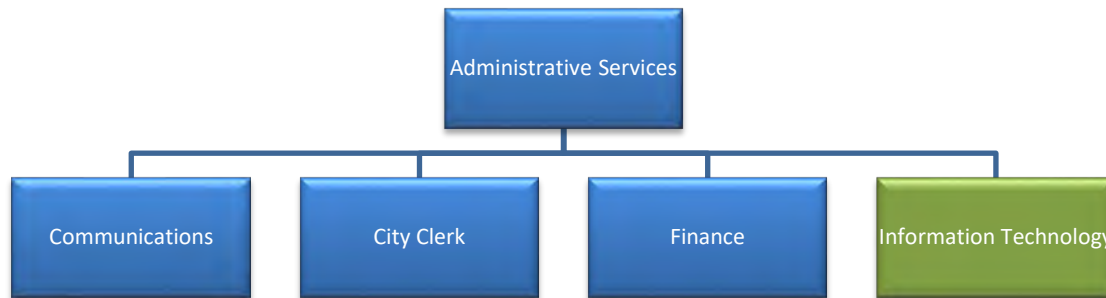 Administrative Services
Communications
City Clerk
Finance
Information Technology